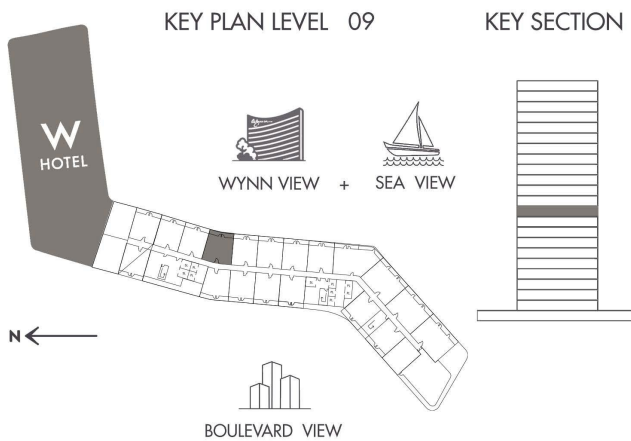 KEY PLAN LEVEL 09
KEY SECTION
W
HOTEL
WYNN VIEW + SEA VIEW
N
BOULEVARD VIEW